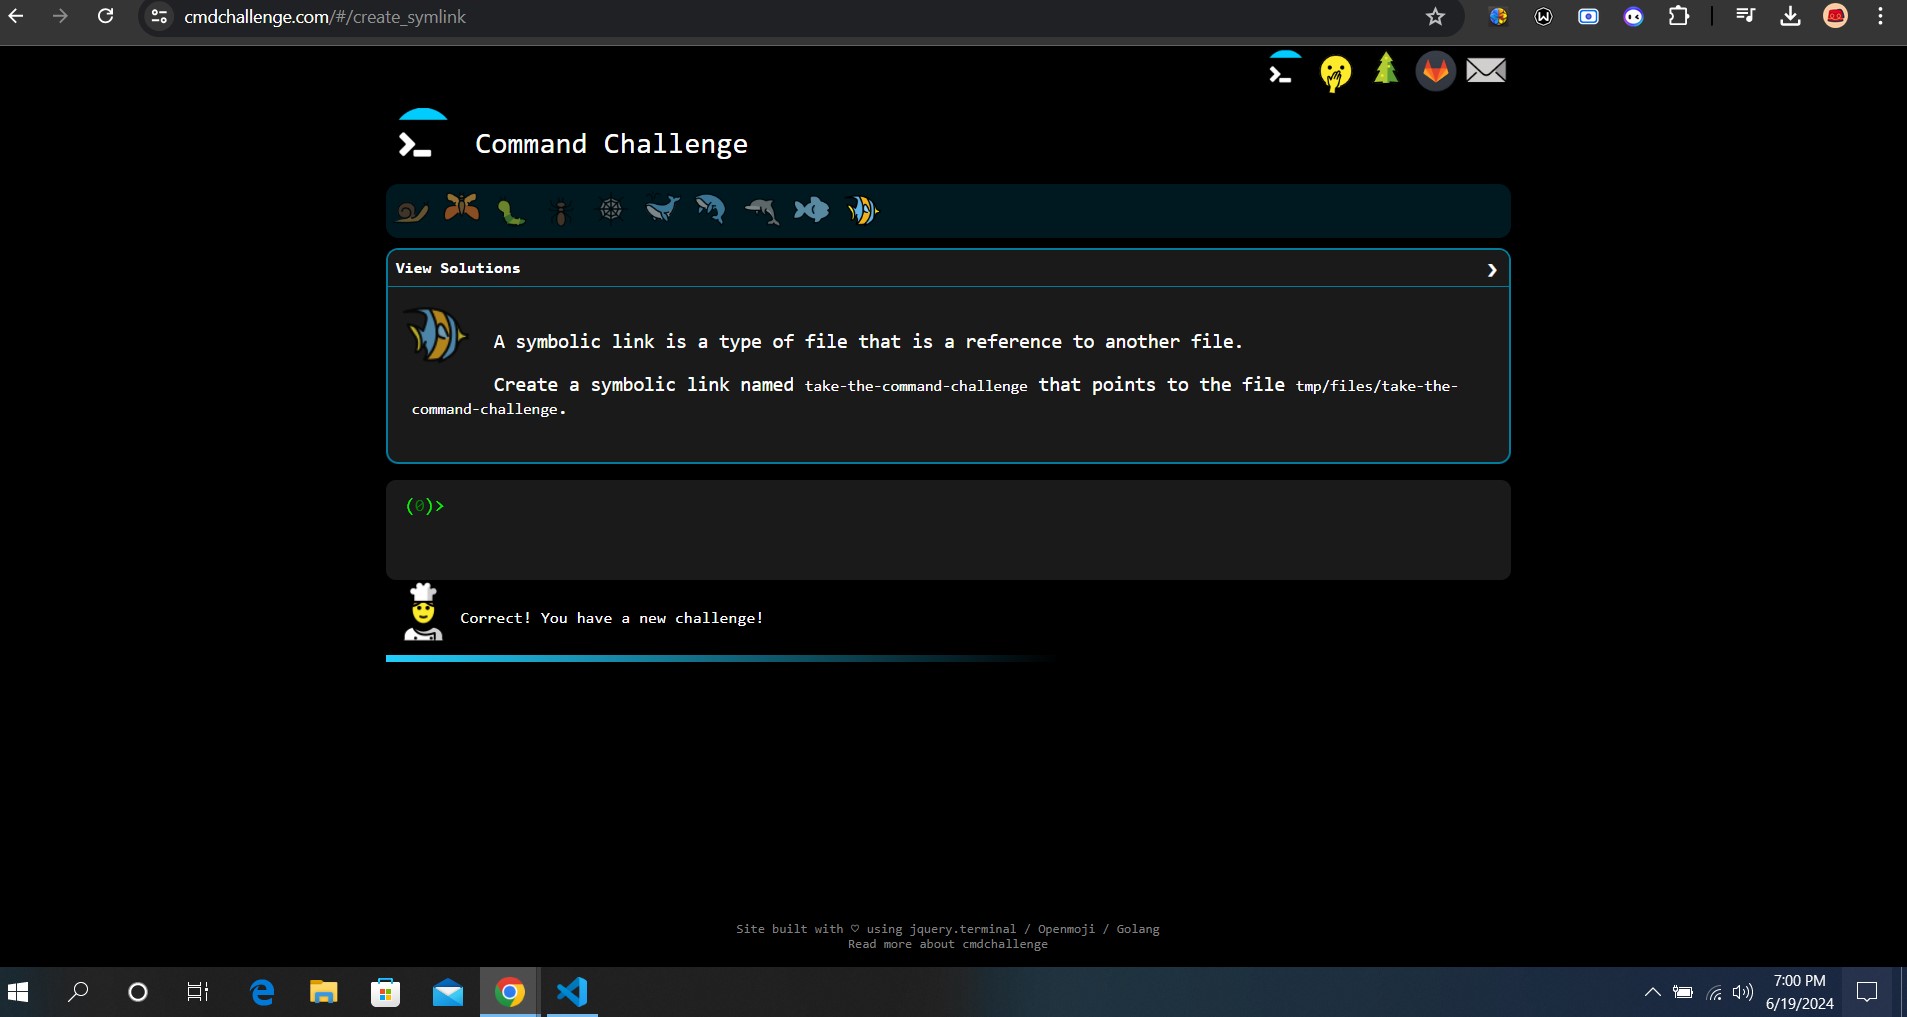 cmdchallenge.com/#/create_symlink
Command Challenge
View Solutions
A symbolic link is a type of file that is a reference to another file.
Create a symbolic link named take-the-command-challenge that points to the file tmp/files/take-the-
command-challenge.
(0)>
Correct! You have a new challenge!
Site built with ♡ using jquery.terminal / Openmoji / Golang
Read more about cmdchallenge
7:00 PM
6/19/2024